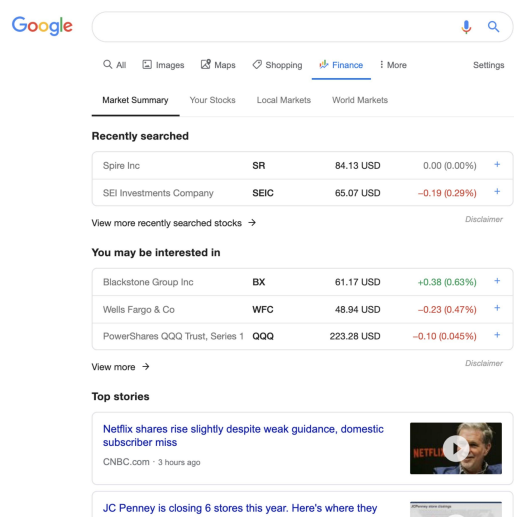 Google
All Images Maps Shopping Finance More Settings
Market Summary Your Stocks Local Markets World Markets
Recently searched
Spire Inc SR 84.13 USD 0.00 (0.00%) +
SEI Investments Company SEIC 65.07 USD −0.19 (0.29%) +
View more recently searched stocks → Disclaimer
You may be interested in
Blackstone Group Inc BX 61.17 USD +0.38 (0.63%) +
Wells Fargo & Co WFC 48.94 USD −0.23 (0.47%) +
PowerShares QQQ Trust, Series 1 QQQ 223.28 USD −0.10 (0.045%) +
View more → Disclaimer
Top stories
Netflix shares rise slightly despite weak guidance, domestic
subscriber miss
CNBC.com · 3 hours ago
NETFLIX
JC Penney is closing 6 stores this year. Here's where they
JCPenney store closings